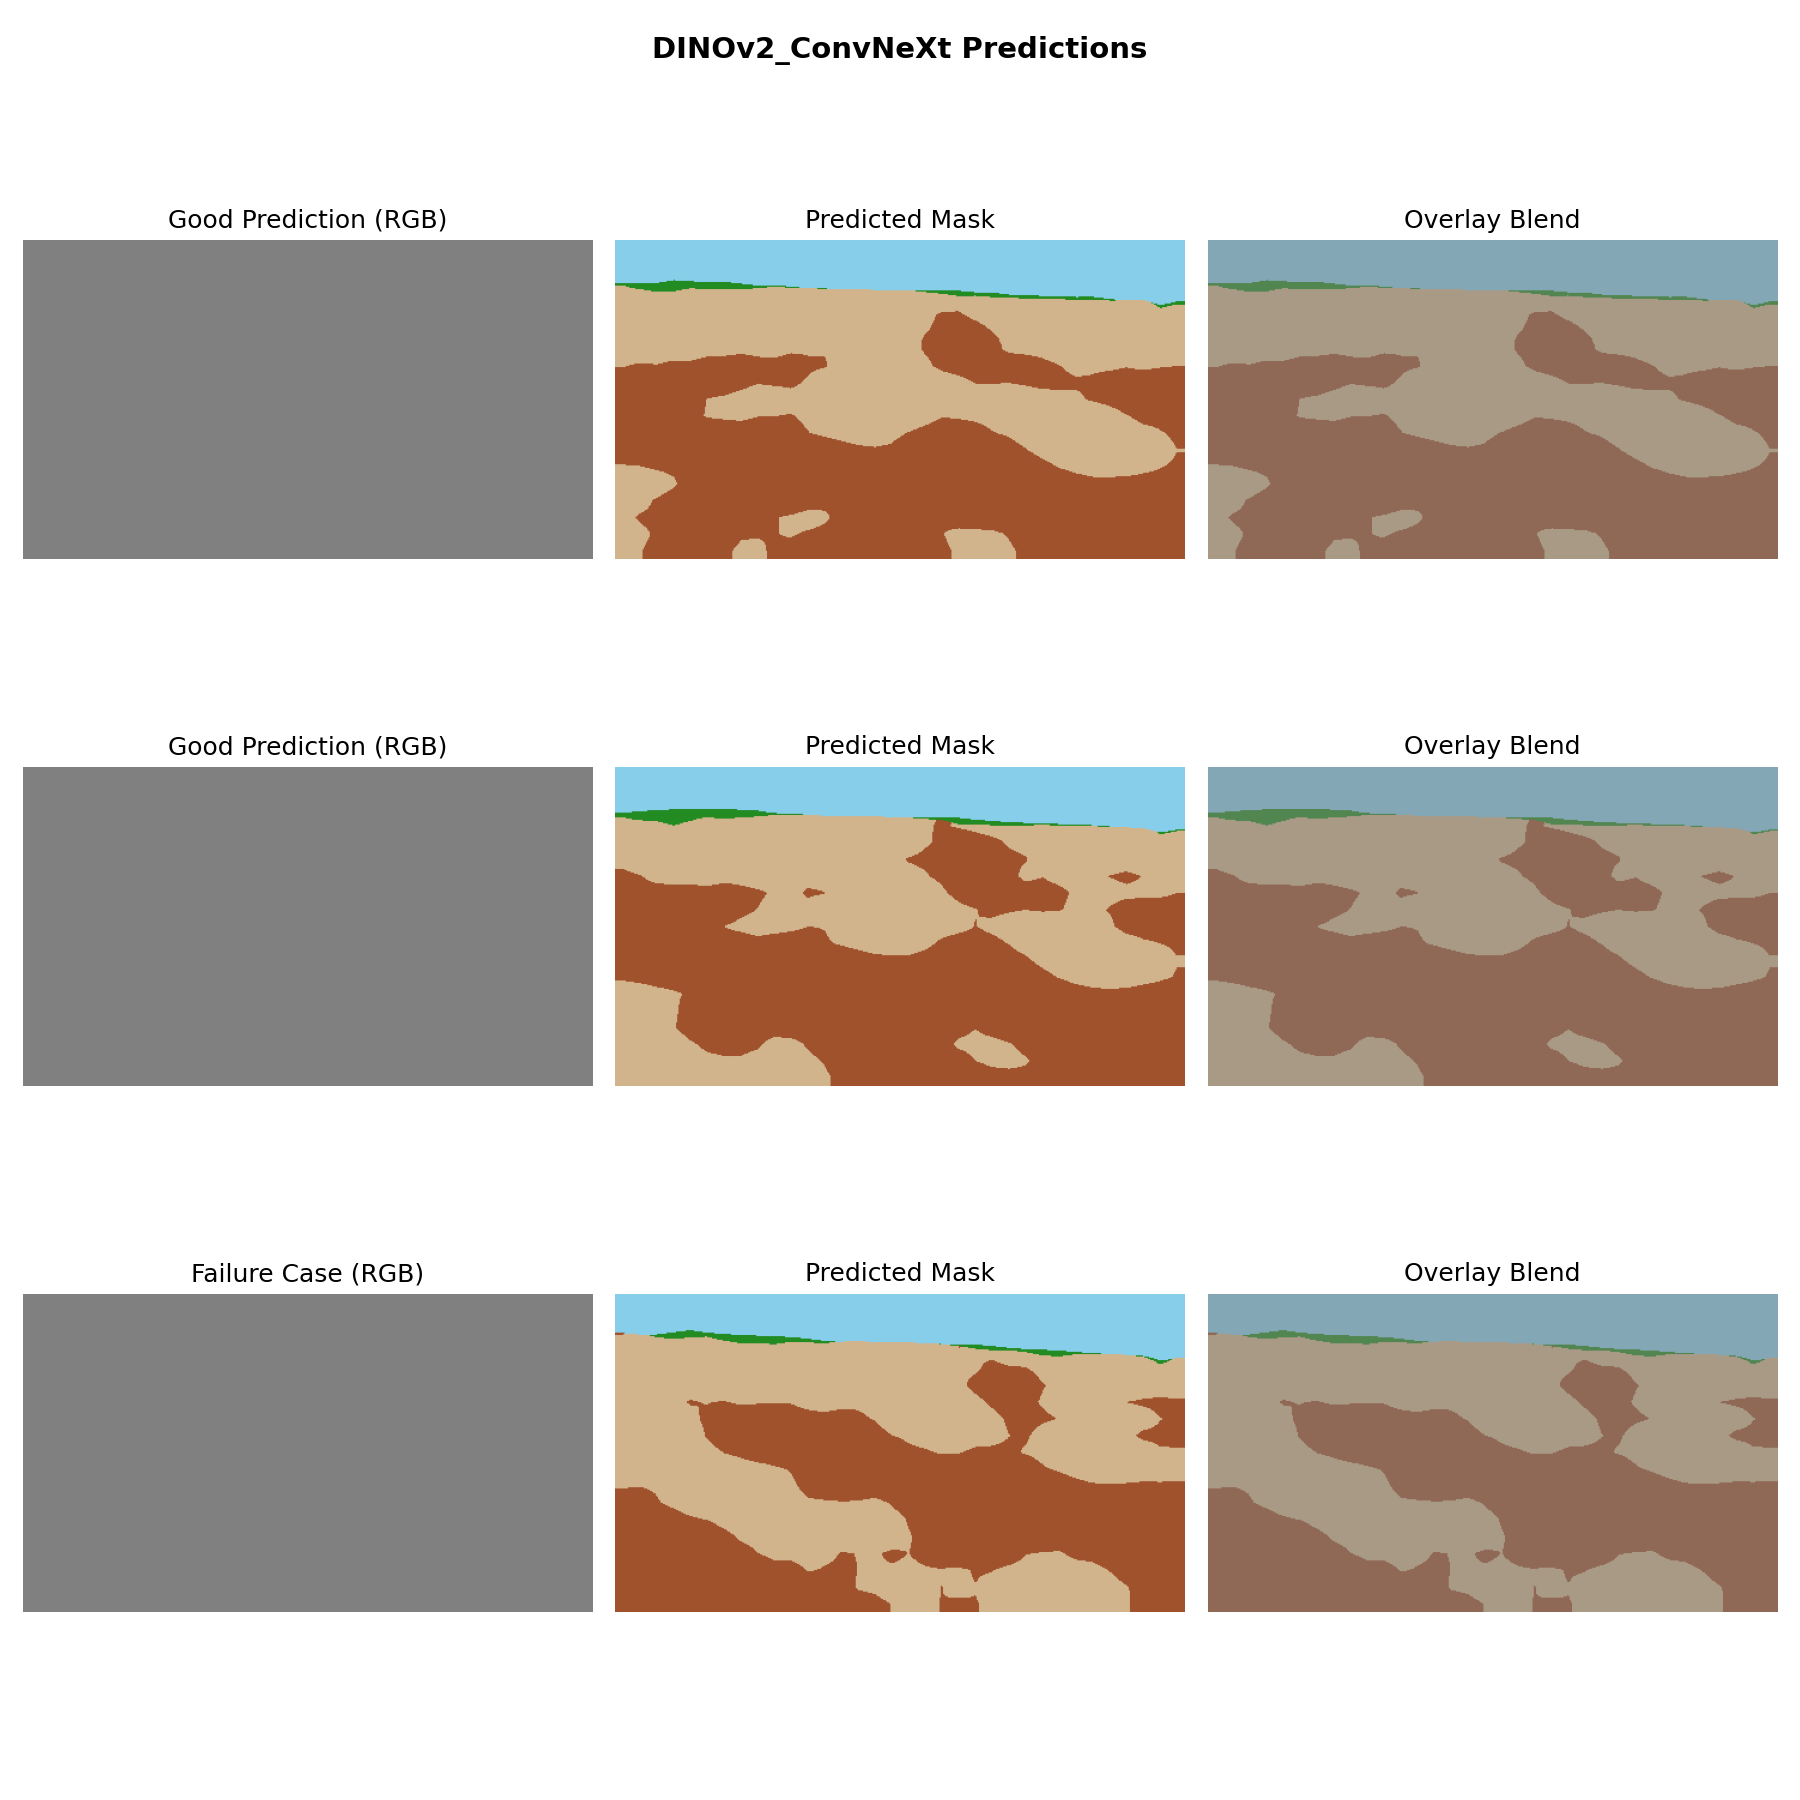 DINOv2_ConvNeXt Predictions
Good Prediction (RGB)
Predicted Mask
Overlay Blend
Good Prediction (RGB)
Predicted Mask
Overlay Blend
Failure Case (RGB)
Predicted Mask
Overlay Blend